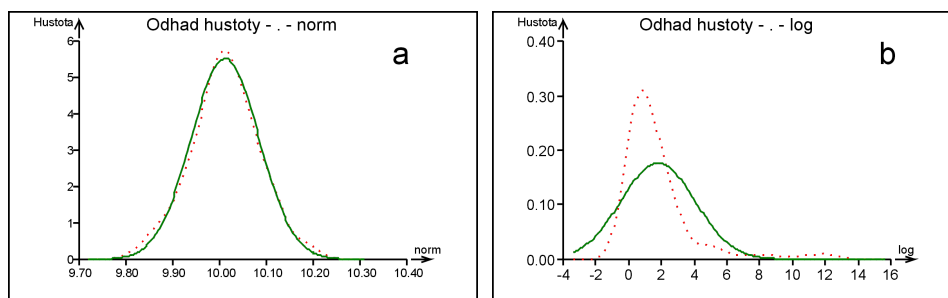 Hustota
Odhad hustoty - . - norm
a
6
5
4
3
2
1
0
9.70 9.80 9.90 10.00 10.10 10.20 10.30 10.40
norm
Hustota
Odhad hustoty - . - log
b
0.40
0.30
0.20
0.10
0.00
-4 -2 0 2 4 6 8 10 12 14 16
log